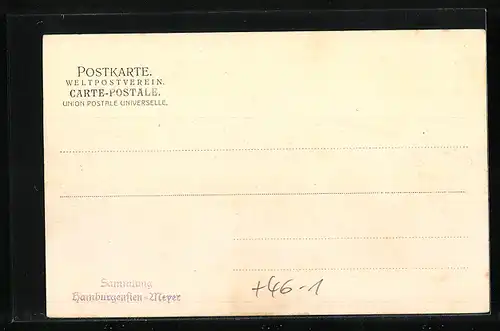 POSTKARTE.
WELTPOSTVEREIN.
CARTE-POSTALE.
UNION POSTALE UNIVERSELLE.
Sammlung
Hamburgensien-Meyer
+46-1